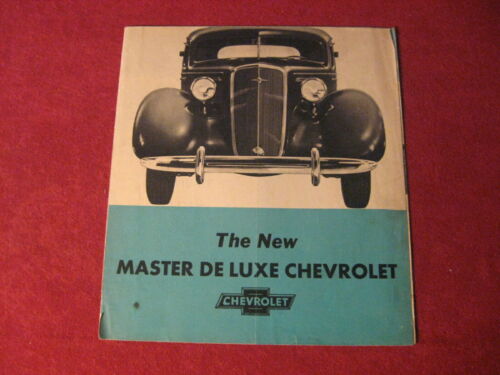 The New
MASTER DE LUXE CHEVROLET
CHEVROLET